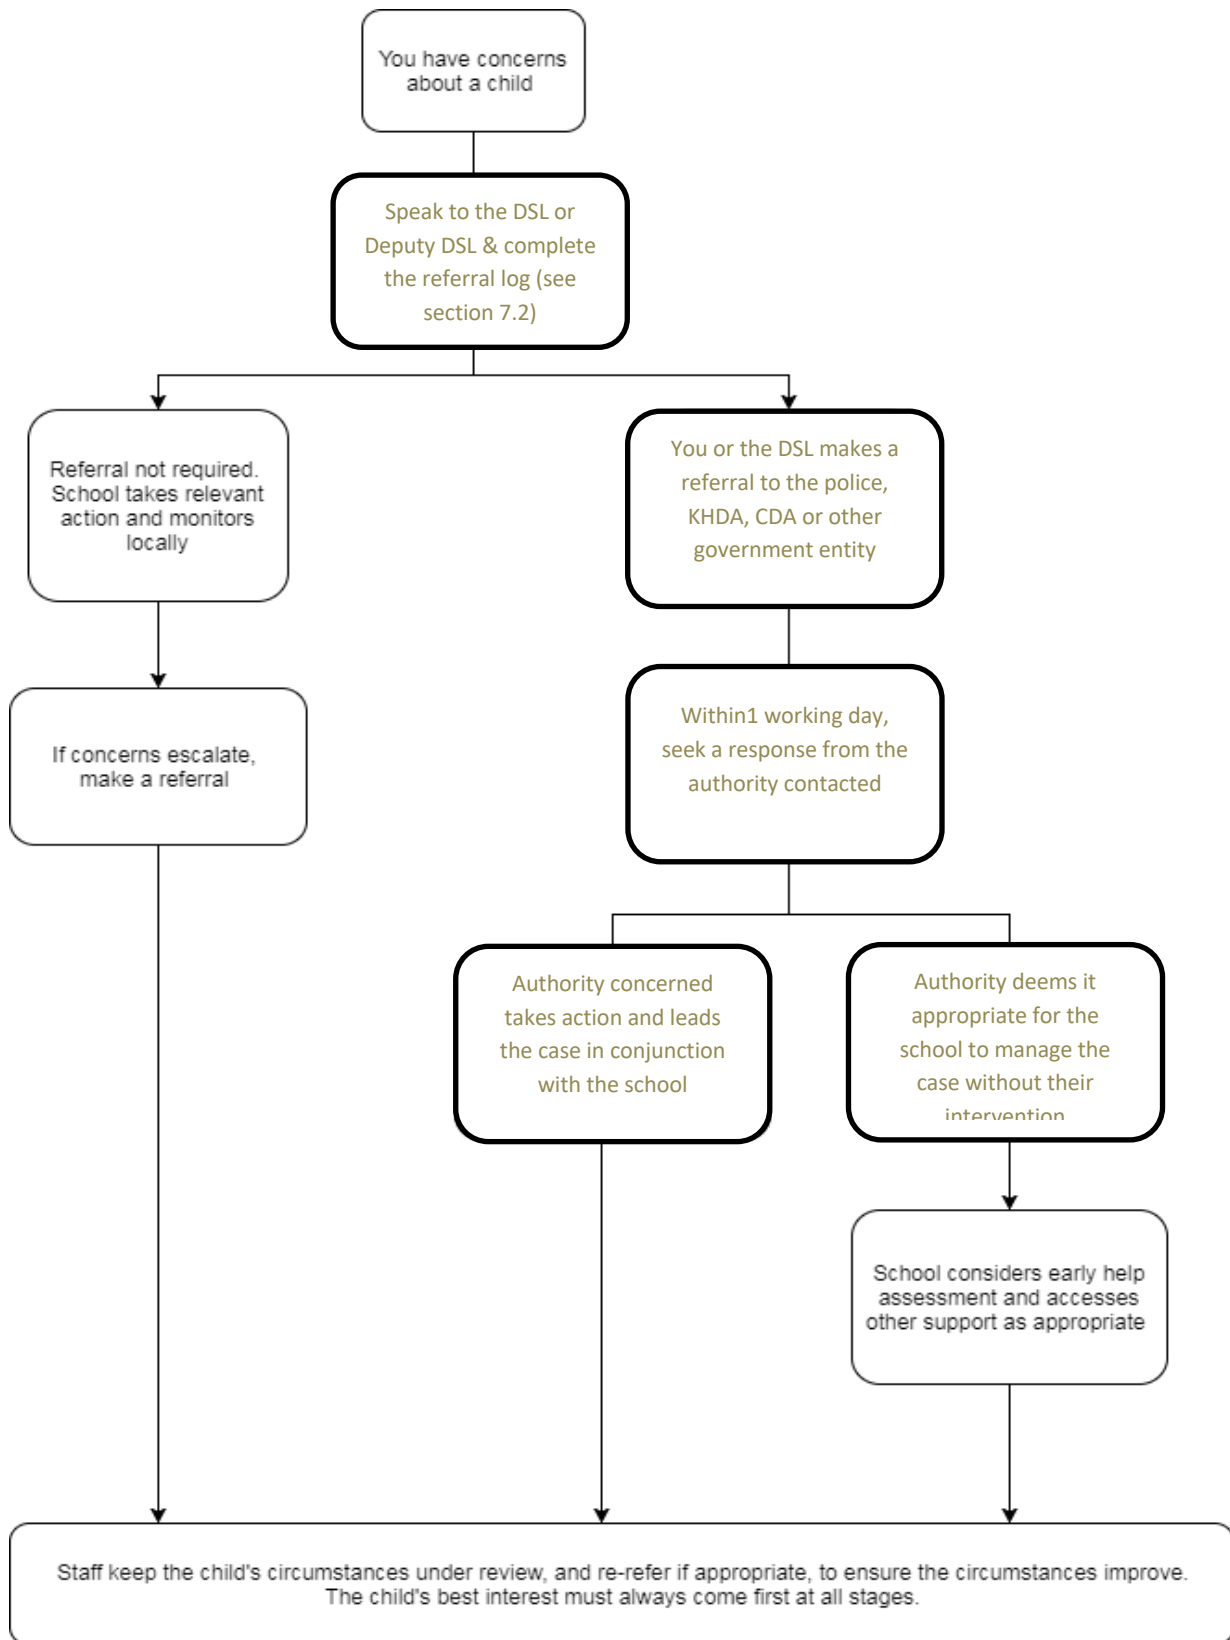 You have concerns
about a child
Speak to the DSL or
Deputy DSL & complete
the referral log (see
section 7.2)
Referral not required.
School takes relevant
action and monitors
locally
You or the DSL makes a
referral to the police,
KHDA, CDA or other
government entity
If concerns escalate,
make a referral
Within1 working day,
seek a response from the
authority contacted
Authority concerned
takes action and leads
the case in conjunction
with the school
Authority deems it
appropriate for the
school to manage the
case without their
intervention
School considers early help
assessment and accesses
other support as appropriate
Staff keep the child's circumstances under review, and re-refer if appropriate, to ensure the circumstances improve.
The child's best interest must always come first at all stages.